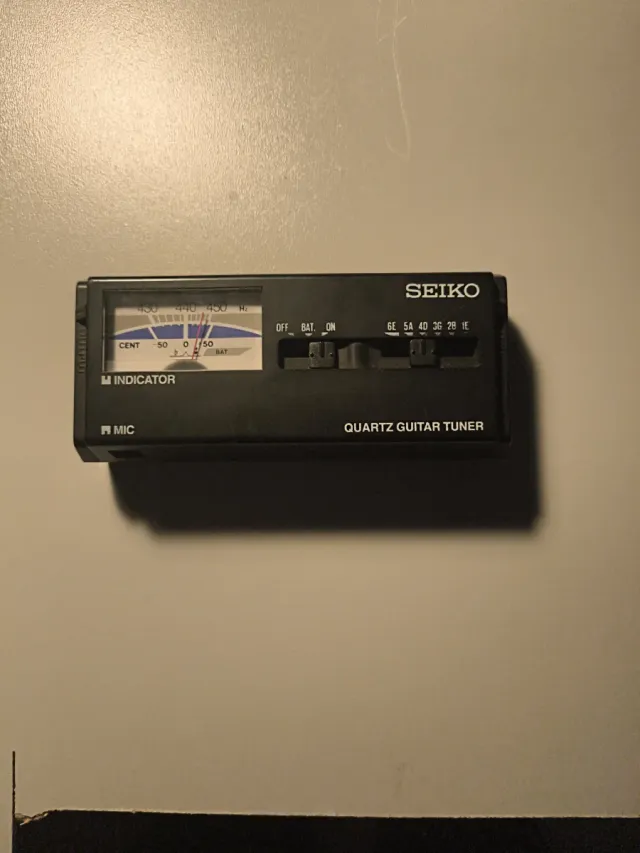 SEIKO
430 440 450 Hz
CENT 50 0 50
BAT
OFF BAT. ON
6E 5A 4D 3G 2B 1E
INDICATOR
MIC
QUARTZ GUITAR TUNER